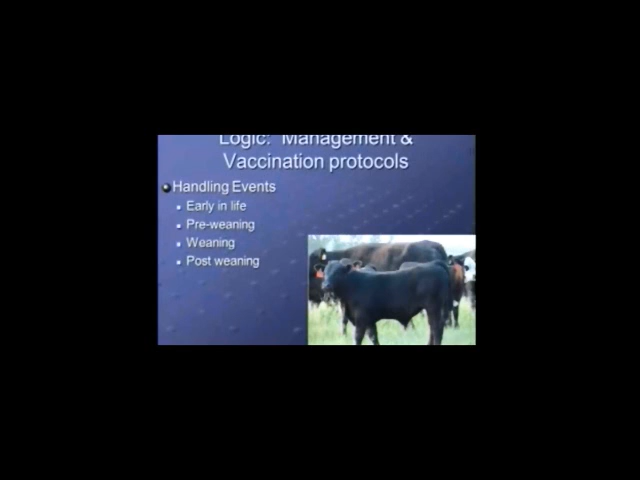 Logic: Management &
Vaccination protocols
Handling Events
Early in life
Pre-weaning
Weaning
Post weaning